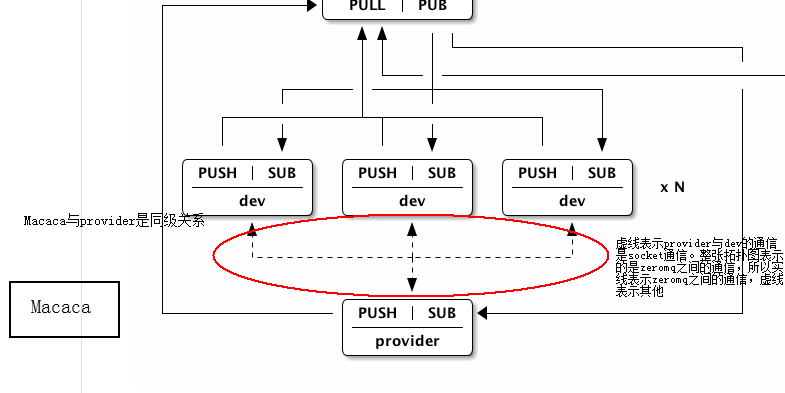 PULL | PUB
PUSH | SUB
dev
PUSH | SUB
dev
PUSH | SUB
dev
x N
Macaca与provider是同级关系
虚线表示provider与dev的通信
是socket通信。整张拓扑图表示
的是zeromq之间的通信，所以实
线表示zeromq之间的通信，虚线
表示其他
Macaca
PUSH | SUB
provider